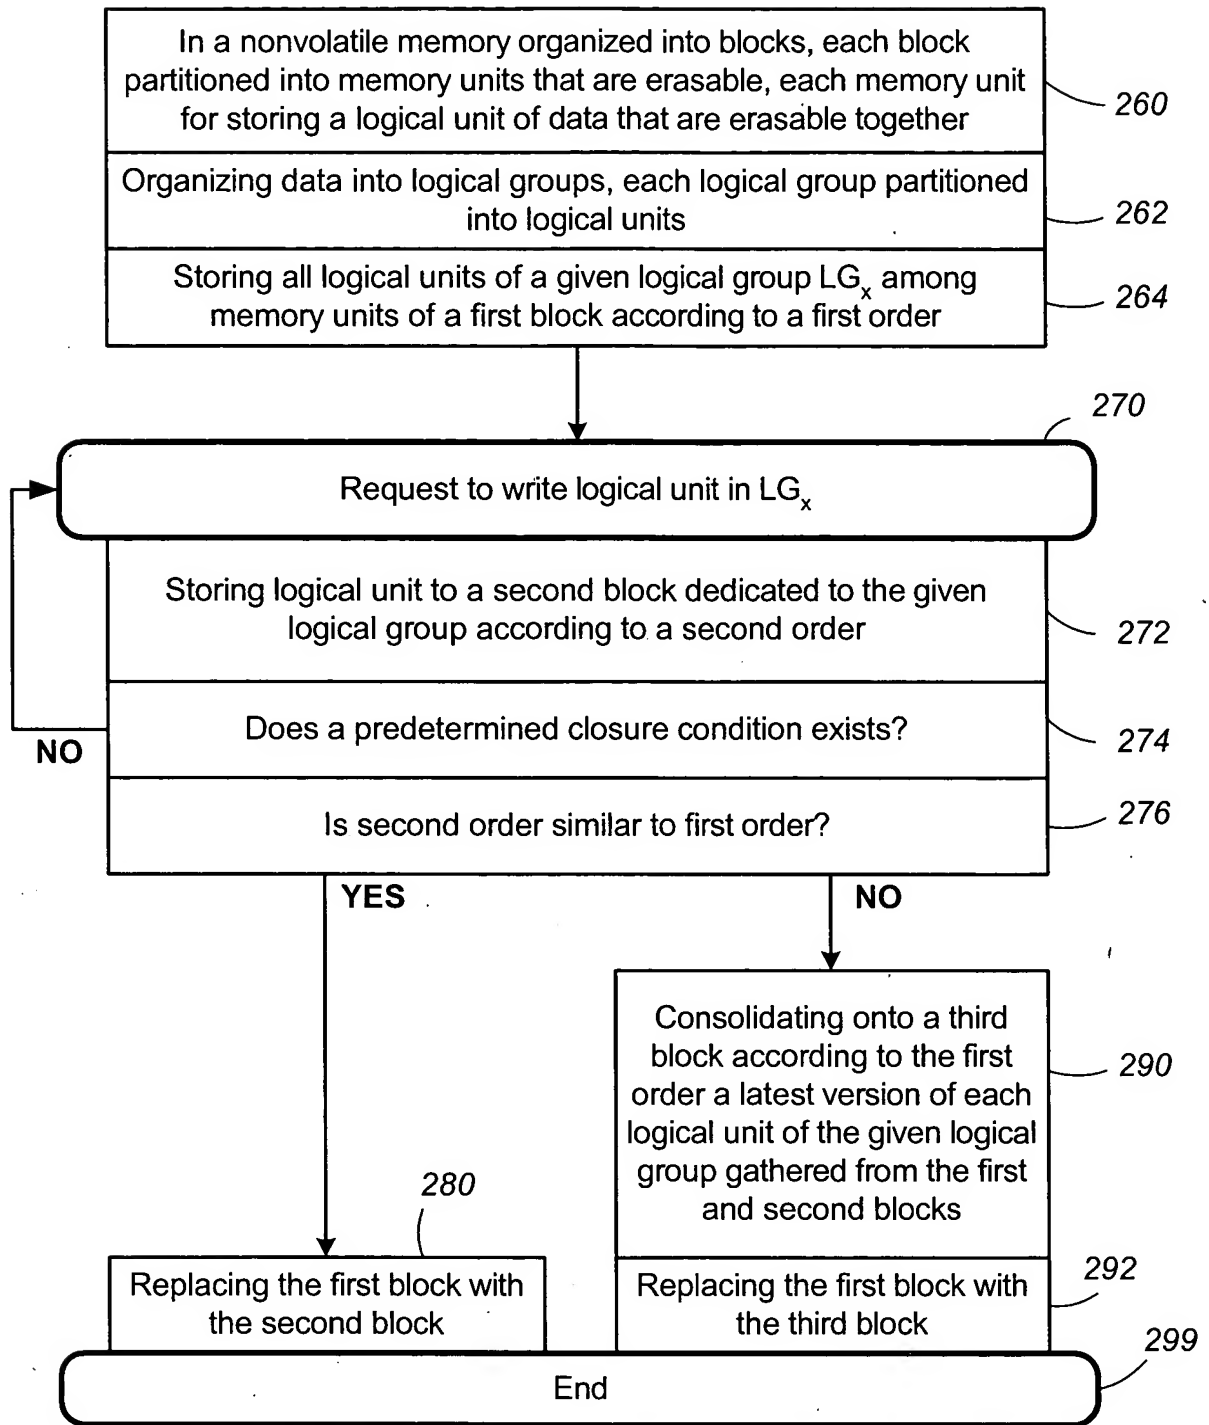 In a nonvolatile memory organized into blocks, each block
partitioned into memory units that are erasable, each memory unit
for storing a logical unit of data that are erasable together
260
Organizing data into logical groups, each logical group partitioned
into logical units
262
Storing all logical units of a given logical group LGx among
memory units of a first block according to a first order
264
270
Request to write logical unit in LGx
Storing logical unit to a second block dedicated to the given
logical group according to a second order
272
Does a predetermined closure condition exists?
274
NO
Is second order similar to first order?
276
YES
NO
Consolidating onto a third
block according to the first
order a latest version of each
logical unit of the given logical
group gathered from the first
and second blocks
290
280
Replacing the first block with
the second block
Replacing the first block with
the third block
292
299
End